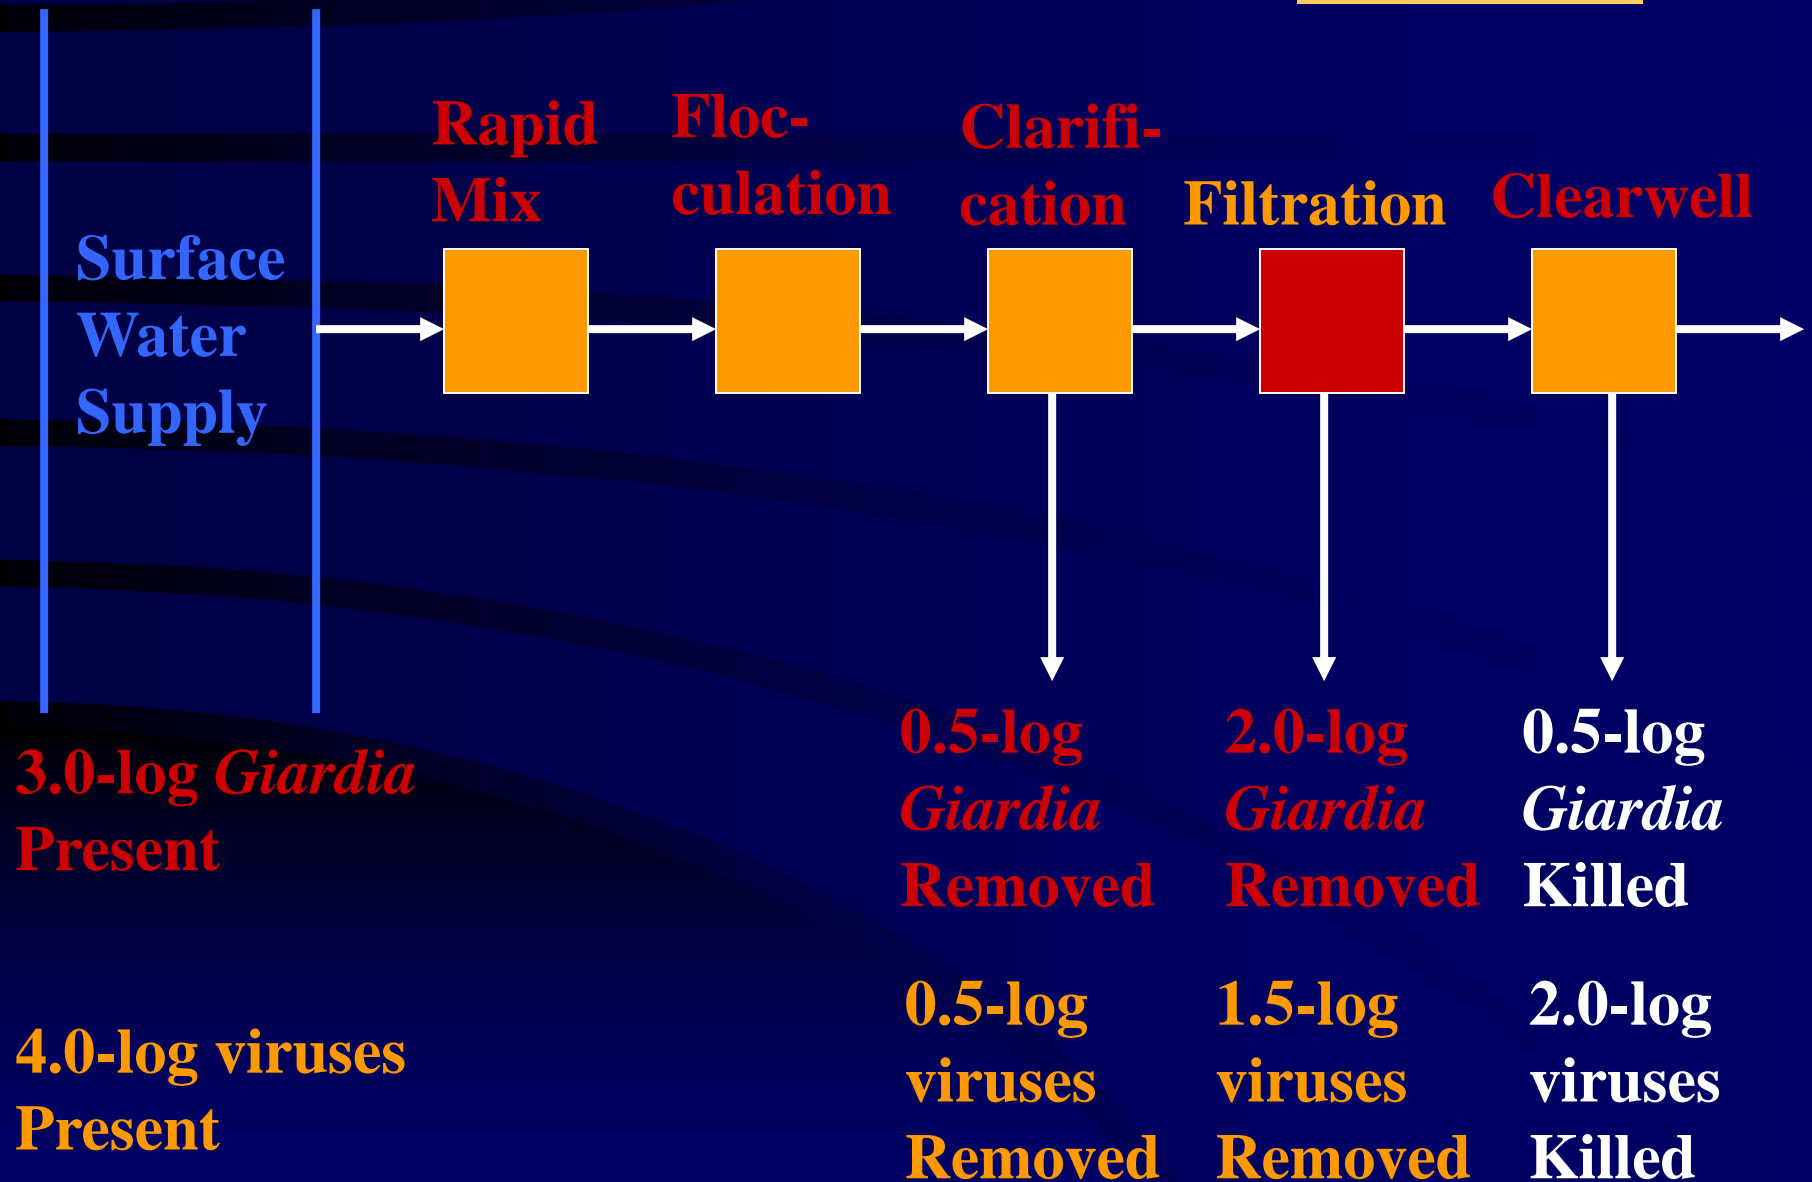 Rapid
Mix
Floc-
culation
Clarifi-
cation
Filtration
Clearwell
Surface
Water
Supply
3.0-log Giardia
Present
0.5-log
Giardia
Removed
2.0-log
Giardia
Removed
0.5-log
Giardia
Killed
4.0-log viruses
Present
0.5-log
viruses
Removed
1.5-log
viruses
Removed
2.0-log
viruses
Killed